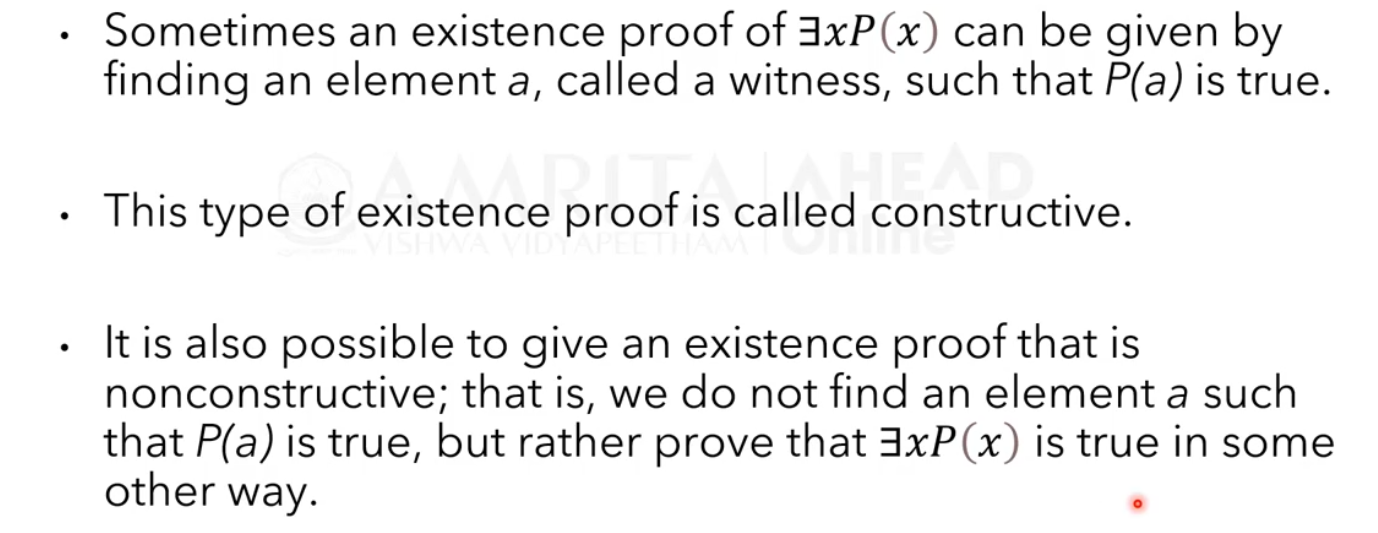 • Sometimes an existence proof of ∃xP(x) can be given by
finding an element a, called a witness, such that P(a) is true.
AMRITA | AHEAD
• This type of existence proof is called constructive.
VISHWA VIDYAPEETHAM | Online
• It is also possible to give an existence proof that is
nonconstructive; that is, we do not find an element a such
that P(a) is true, but rather prove that ∃xP(x) is true in some
other way.